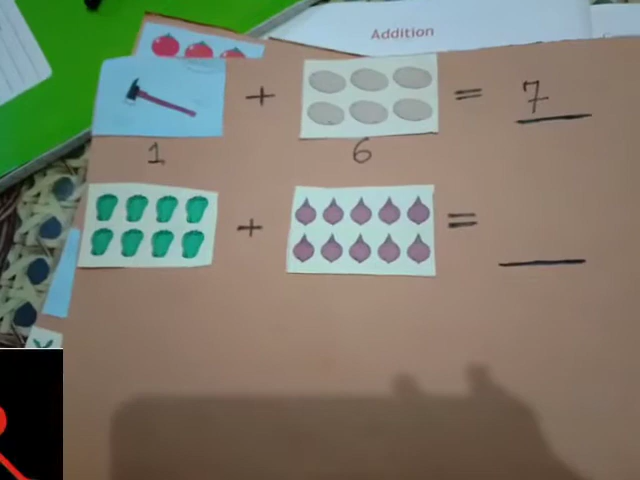 Addition
+ = 7
1 6
+ =